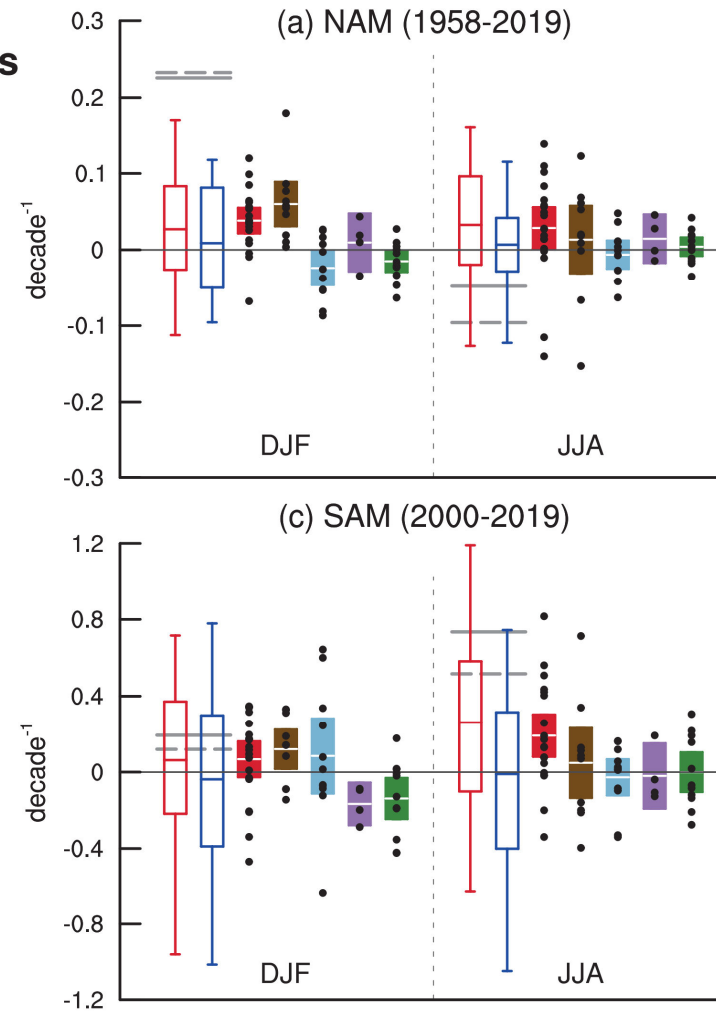 s
(a) NAM (1958-2019)
0.3
0.2
0.1
0
-0.1
-0.2
-0.3
decade⁻¹
DJF
JJA
(c) SAM (2000-2019)
1.2
0.8
0.4
0
-0.4
-0.8
-1.2
decade⁻¹
DJF
JJA